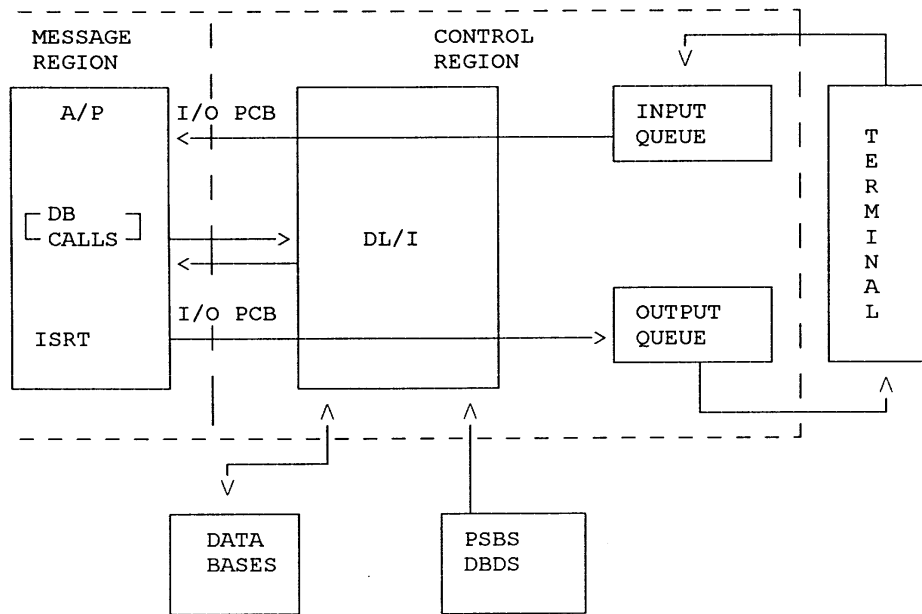 MESSAGE
REGION
CONTROL
REGION
A/P
I/O PCB
INPUT
QUEUE
DB
CALLS
DL/I
I/O PCB
ISRT
OUTPUT
QUEUE
T
E
R
M
I
N
A
L
DATA
BASES
PSBS
DBDS